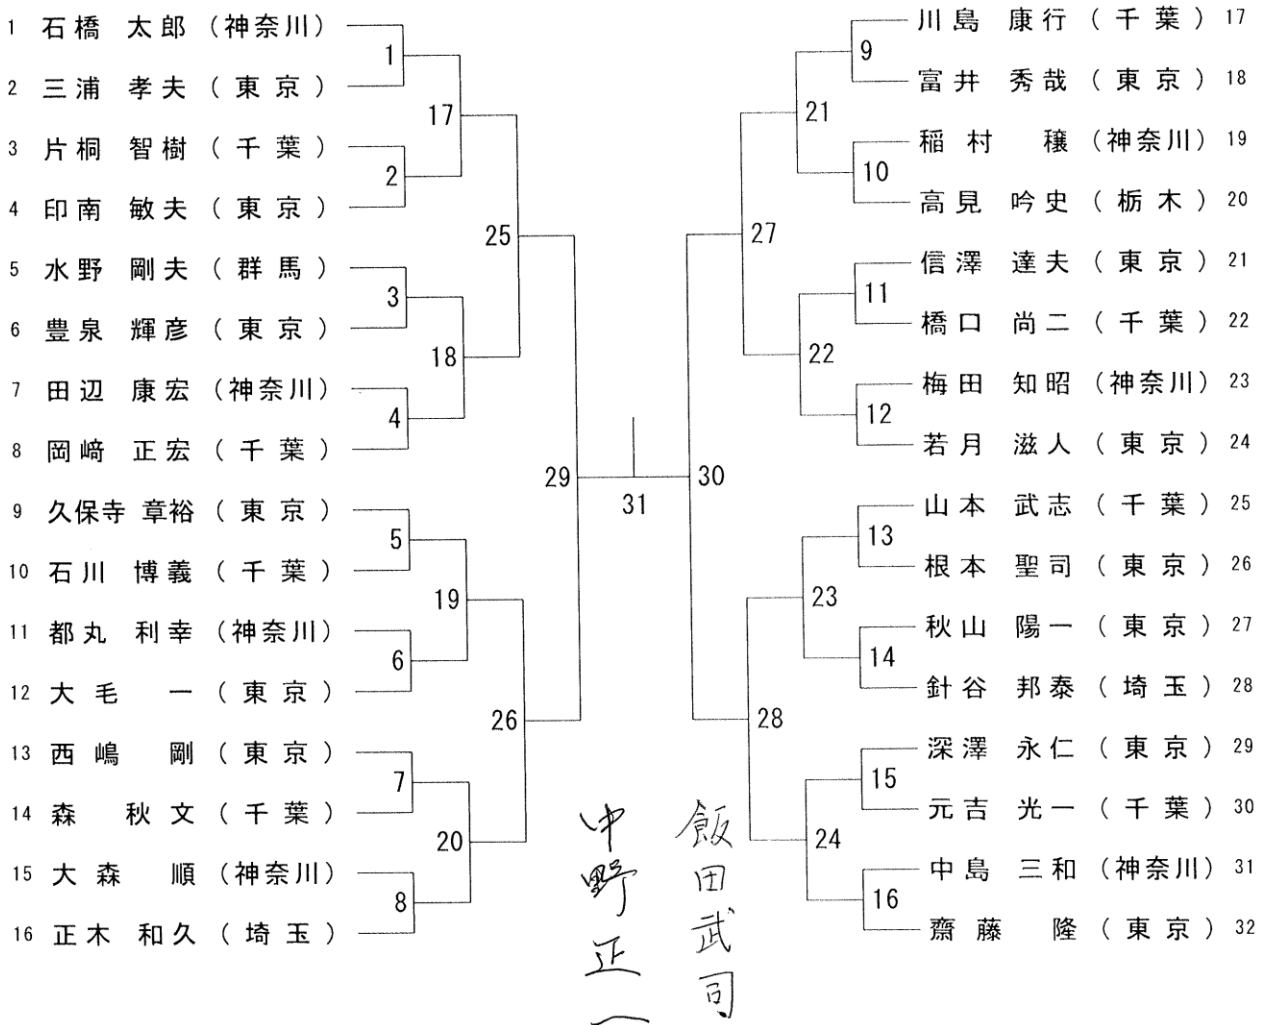 1 石橋 太郎 (神奈川)
2 三浦 孝夫 (東京)
3 片桐 智樹 (千葉)
4 印南 敏夫 (東京)
5 水野 剛夫 (群馬)
6 豊泉 輝彦 (東京)
7 田辺 康宏 (神奈川)
8 岡﨑 正宏 (千葉)
9 久保寺 章裕 (東京)
10 石川 博義 (千葉)
11 都丸 利幸 (神奈川)
12 大毛 一 (東京)
13 西嶋 剛 (東京)
14 森 秋文 (千葉)
15 大森 順 (神奈川)
16 正木 和久 (埼玉)
1
2
3
4
5
6
7
8
17
18
19
20
25
26
29
31
30
27
28
21
22
23
24
9
10
11
12
13
14
15
16
川島 康行 (千葉) 17
富井 秀哉 (東京) 18
稲村 穣 (神奈川) 19
高見 吟史 (栃木) 20
信澤 達夫 (東京) 21
橋口 尚二 (千葉) 22
梅田 知昭 (神奈川) 23
若月 滋人 (東京) 24
山本 武志 (千葉) 25
根本 聖司 (東京) 26
秋山 陽一 (東京) 27
針谷 邦泰 (埼玉) 28
深澤 永仁 (東京) 29
元吉 光一 (千葉) 30
中島 三和 (神奈川) 31
齋藤 隆 (東京) 32
飯田武司
中野正一